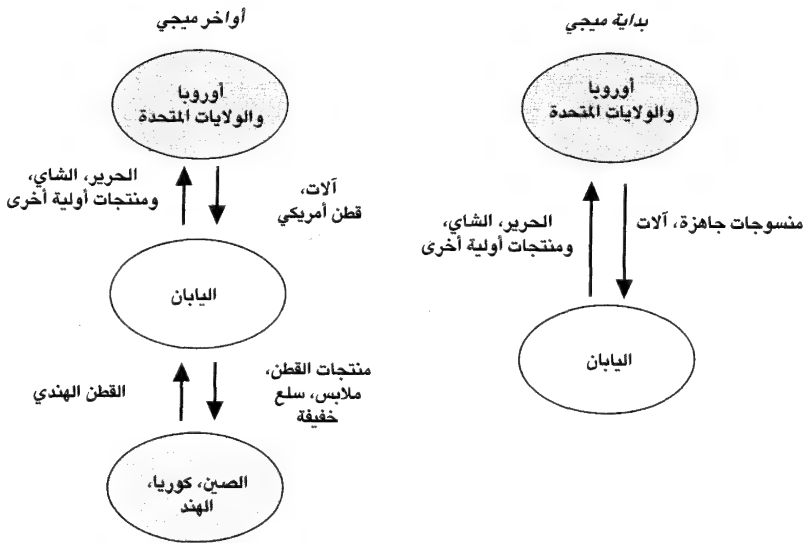 بداية ميجي
أوروبا
والولايات المتحدة
منسوجات جاهزة، آلات
الحرير، الشاي،
ومنتجات أولية أخرى
اليابان
أواخر ميجي
أوروبا
والولايات المتحدة
آلات،
قطن أمريكي
الحرير، الشاي،
ومنتجات أولية أخرى
اليابان
منتجات القطن،
ملابس، سلع
خفيفة
القطن الهندي
الصين، كوريا،
الهند